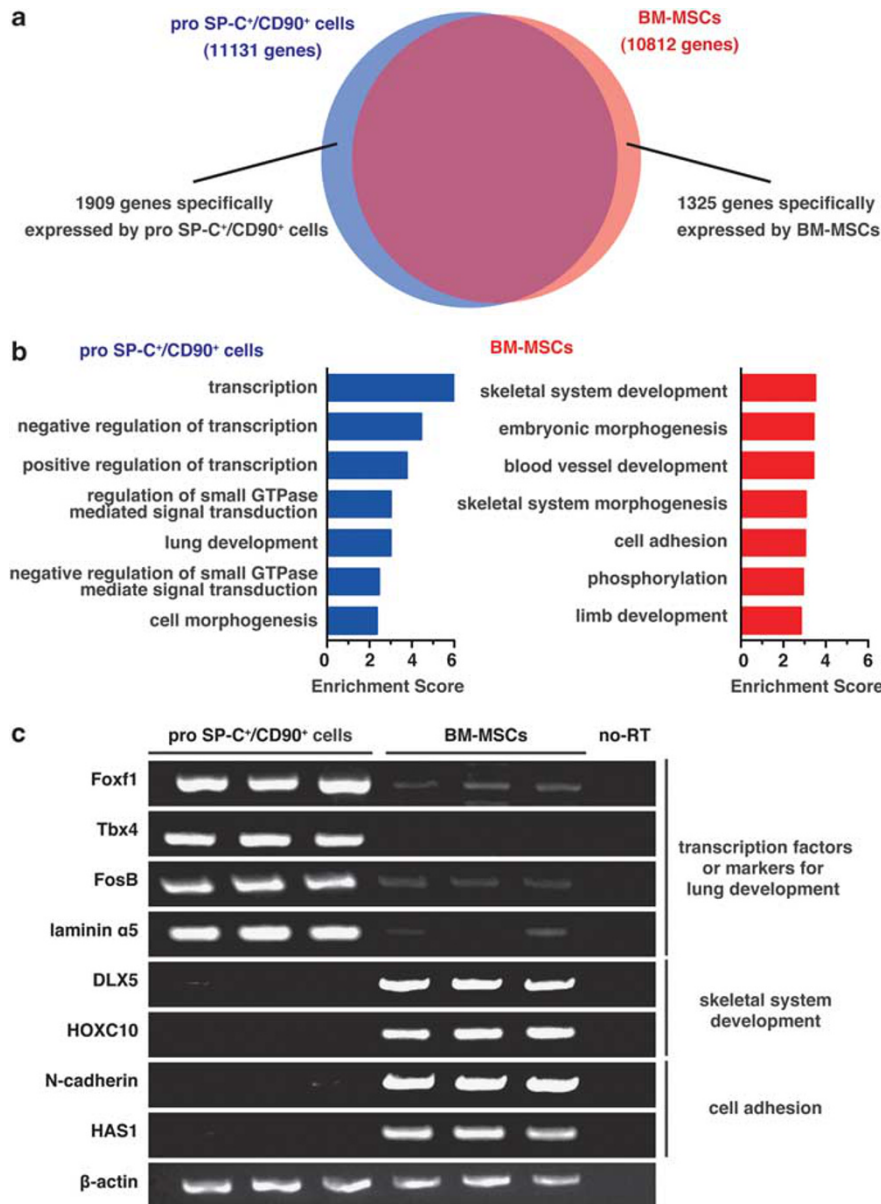 a
pro SP-C⁺/CD90⁺ cells
(11131 genes)
BM-MSCs
(10812 genes)
1909 genes specifically
expressed by pro SP-C⁺/CD90⁺ cells
1325 genes specifically
expressed by BM-MSCs
b
pro SP-C⁺/CD90⁺ cells
transcription
negative regulation of transcription
positive regulation of transcription
regulation of small GTPase
mediated signal transduction
lung development
negative regulation of small GTPase
mediate signal transduction
cell morphogenesis
0 2 4 6
Enrichment Score
BM-MSCs
skeletal system development
embryonic morphogenesis
blood vessel development
skeletal system morphogenesis
cell adhesion
phosphorylation
limb development
0 2 4 6
Enrichment Score
c
pro SP-C⁺/CD90⁺ cells BM-MSCs no-RT
Foxf1
Tbx4
FosB
laminin α5
transcription factors
or markers for
lung development
DLX5
HOXC10
skeletal system
development
N-cadherin
HAS1
cell adhesion
β-actin